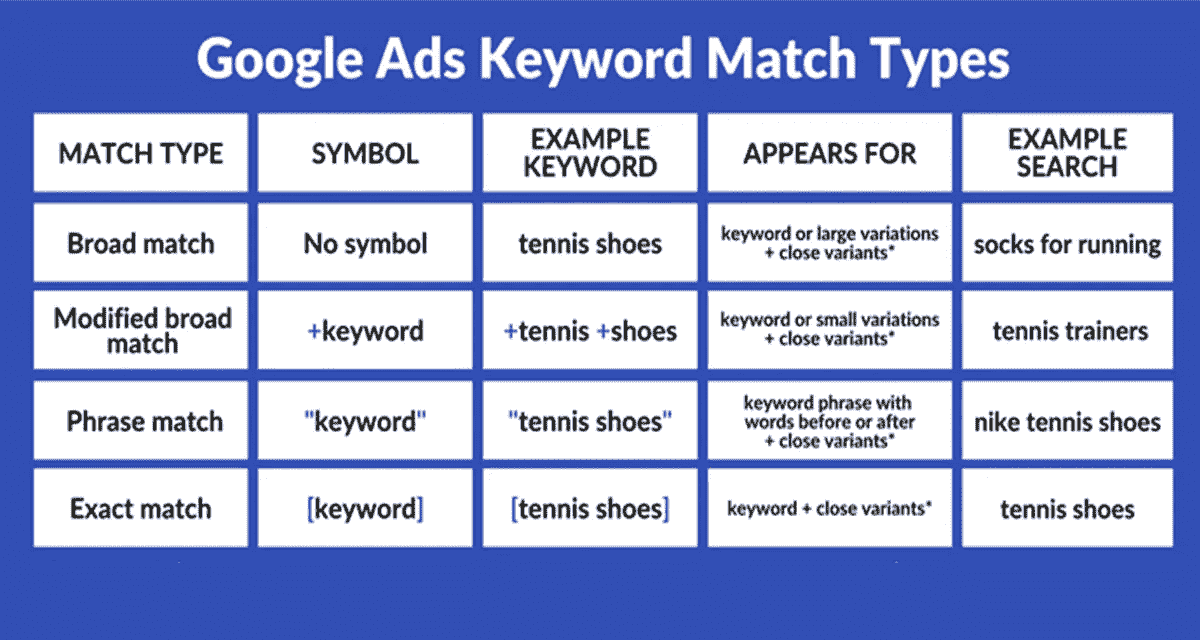 Google Ads Keyword Match Types
MATCH TYPE
SYMBOL
EXAMPLE
KEYWORD
APPEARS FOR
EXAMPLE
SEARCH
Broad match
No symbol
tennis shoes
keyword or large variations
+ close variants*
socks for running
Modified broad
match
+keyword
+tennis +shoes
keyword or small variations
+ close variants*
tennis trainers
Phrase match
"keyword"
"tennis shoes"
keyword phrase with
words before or after
+ close variants*
nike tennis shoes
Exact match
[keyword]
[tennis shoes]
keyword + close variants*
tennis shoes